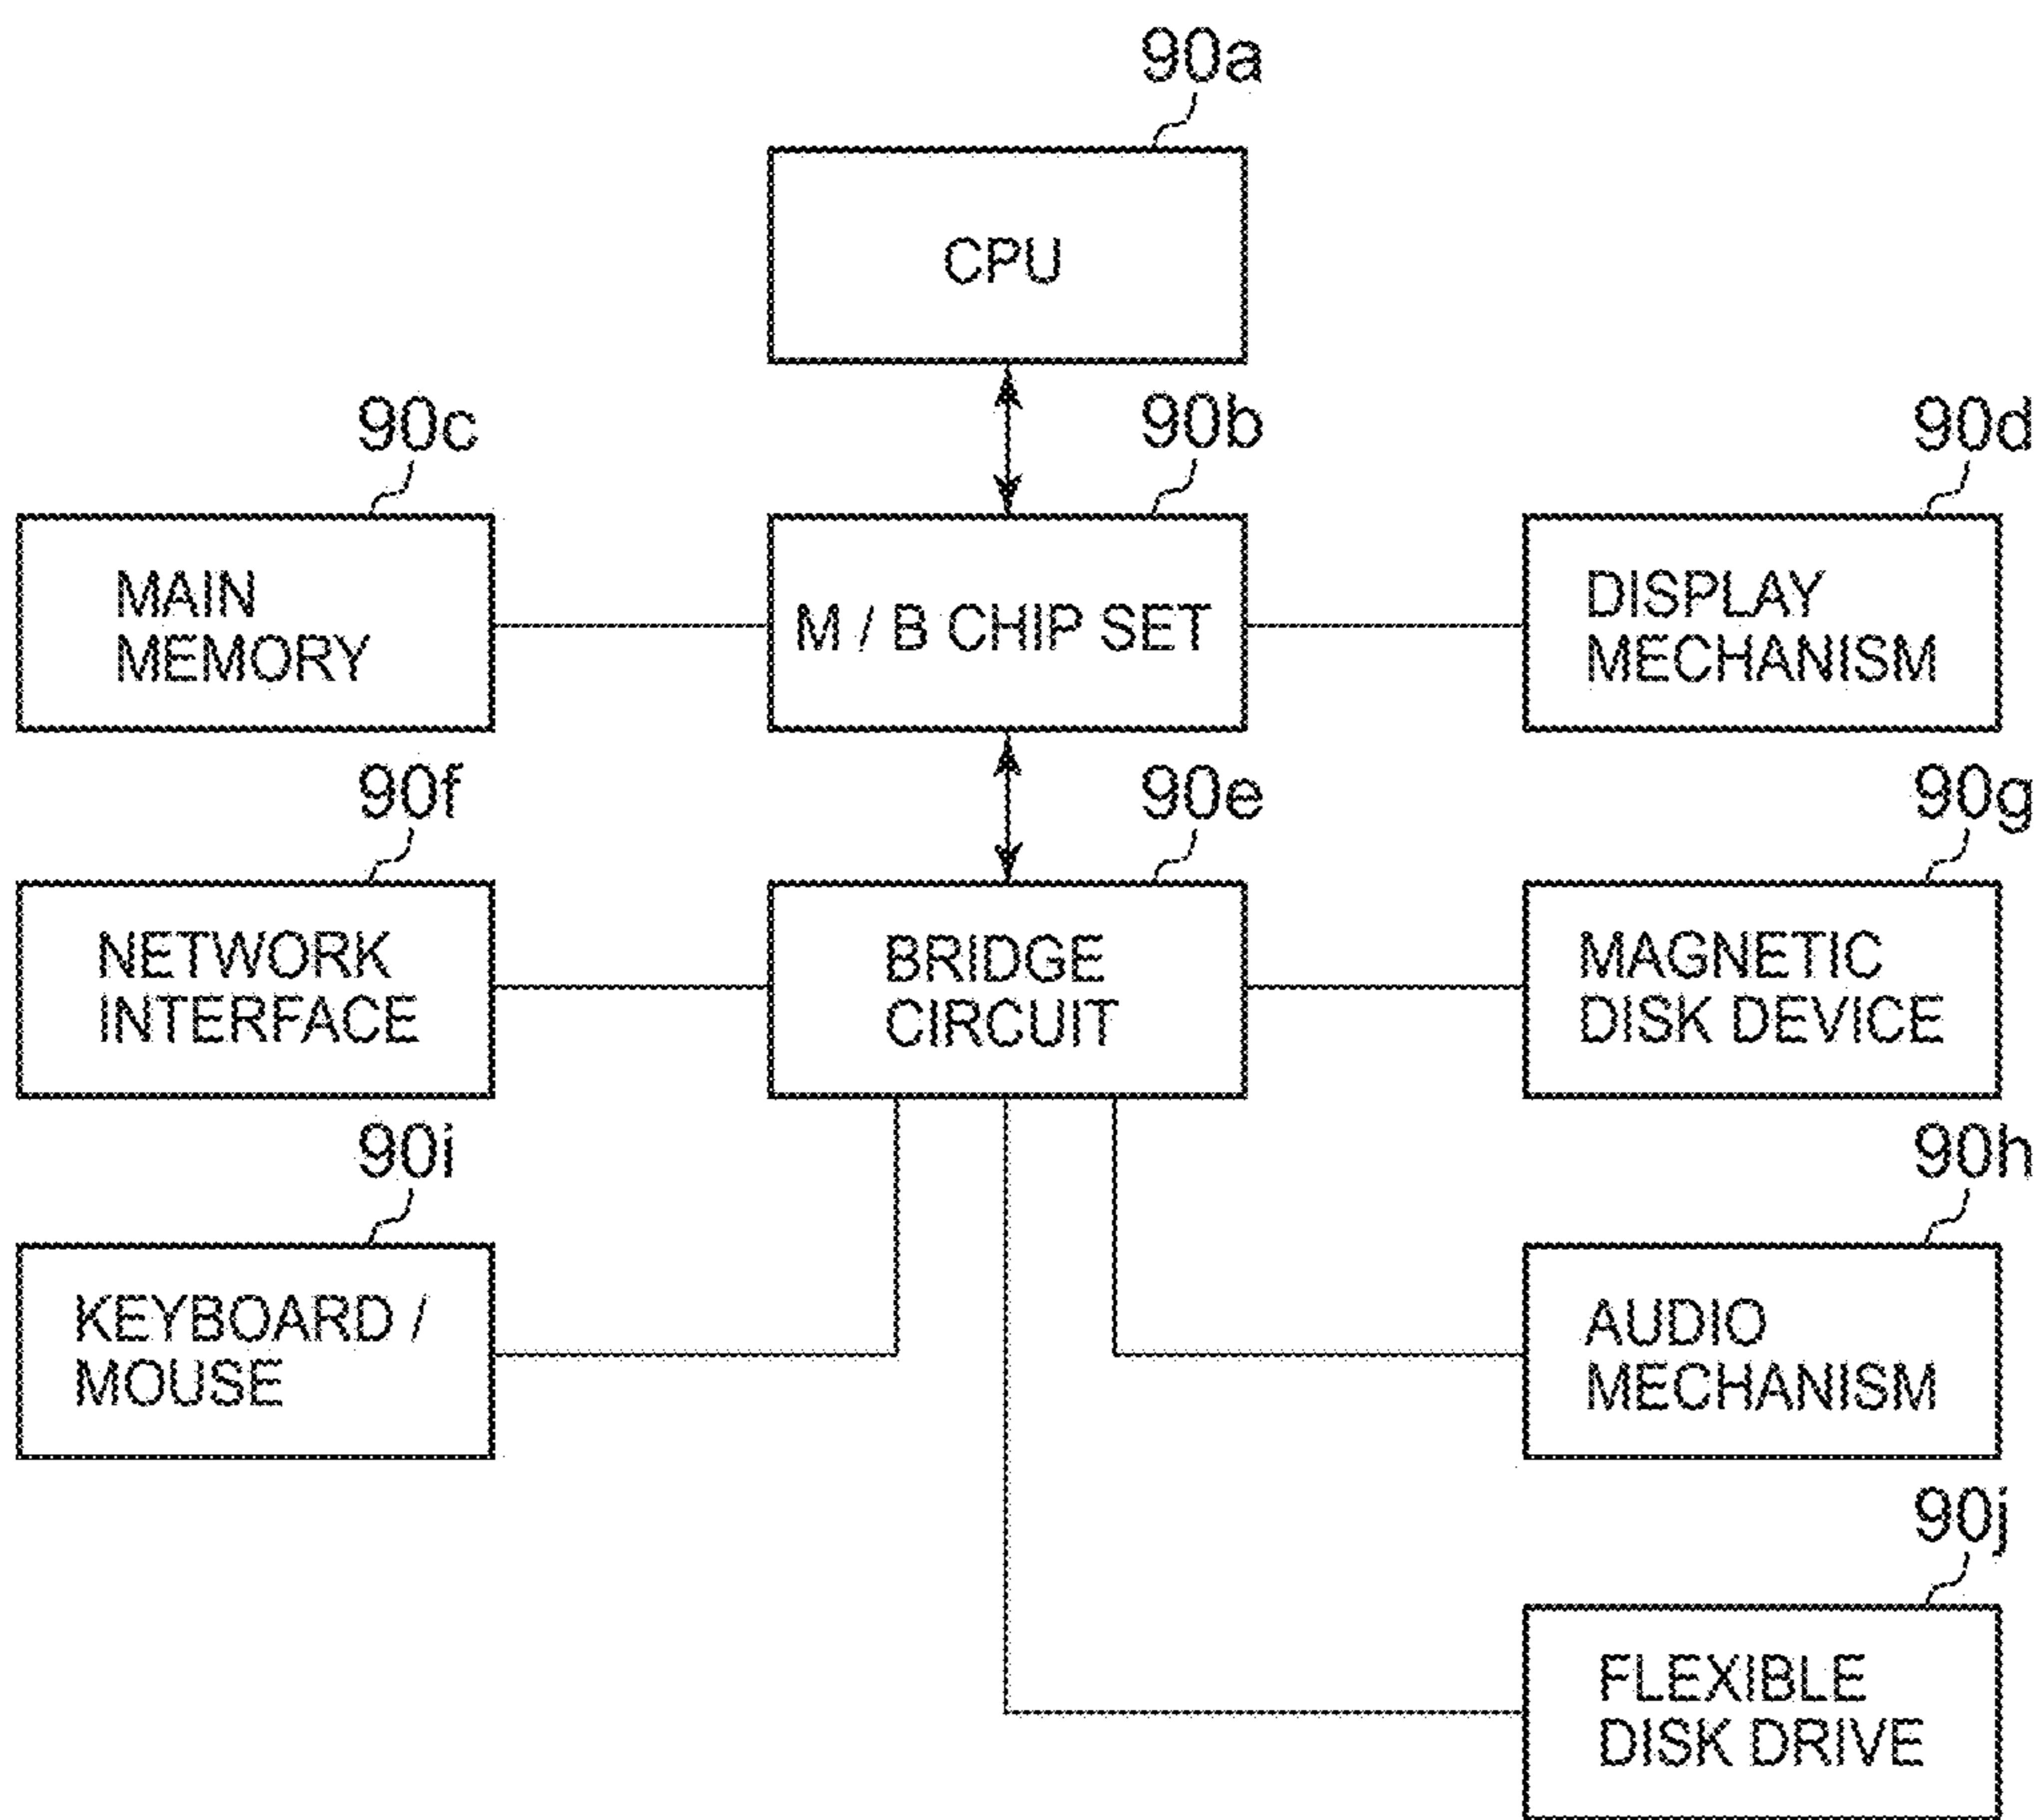 90a
CPU
90c
90b
90d
MAIN
MEMORY
M / B CHIP SET
DISPLAY
MECHANISM
90f
90e
90g
NETWORK
INTERFACE
BRIDGE
CIRCUIT
MAGNETIC
DISK DEVICE
90i
90h
KEYBOARD /
MOUSE
AUDIO
MECHANISM
90j
FLEXIBLE
DISK DRIVE